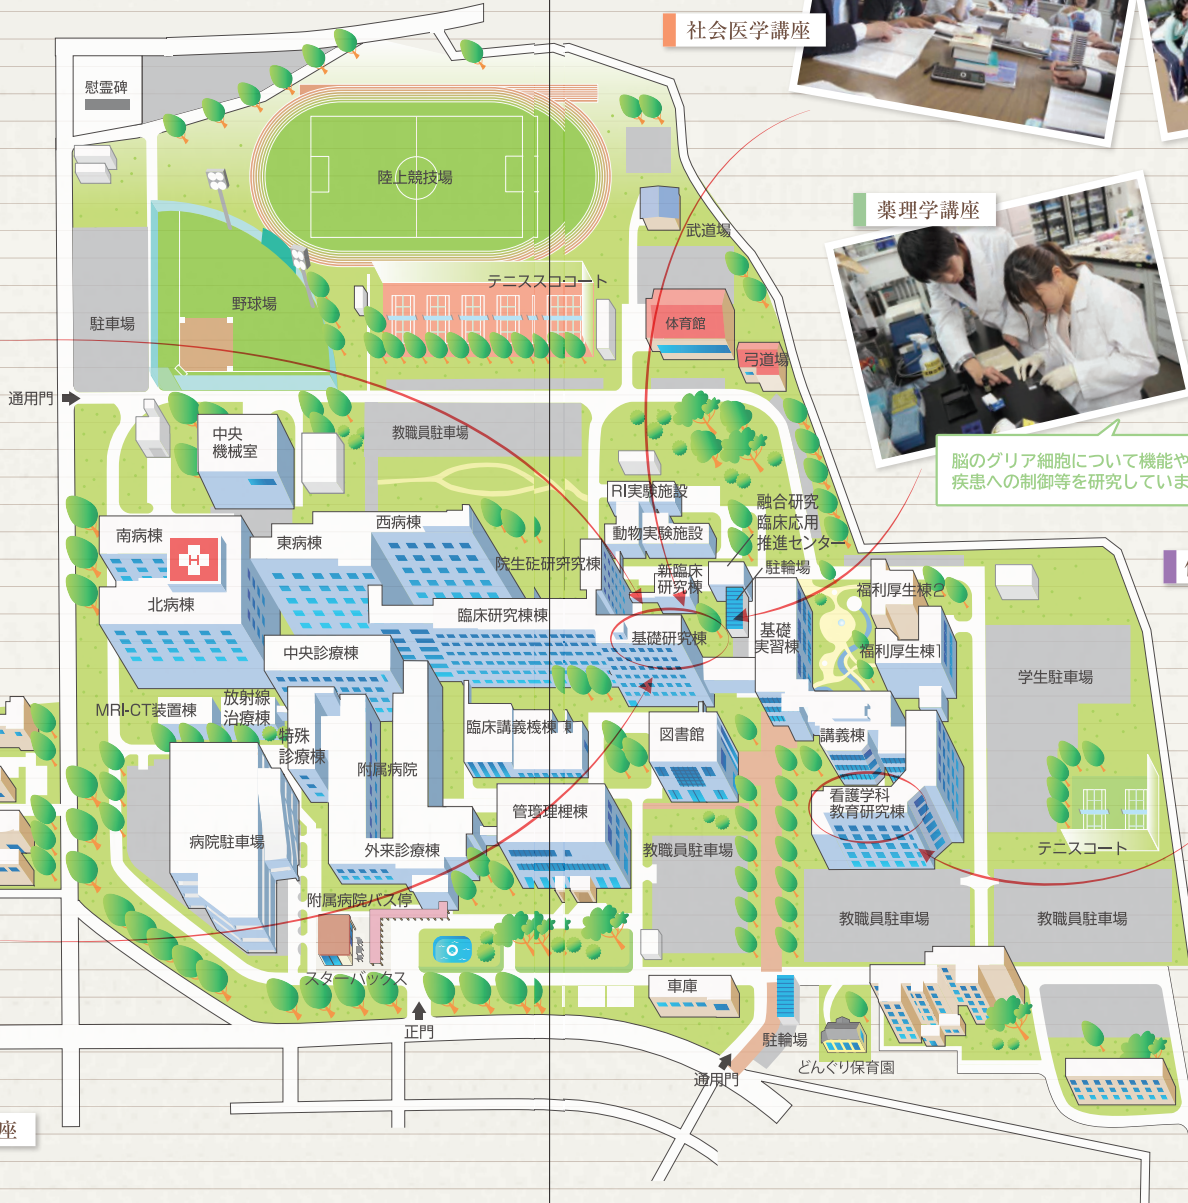 社会医学講座
慰霊碑
陸上競技場
薬理学講座
武道場
テニススココート
野球場
駐車場
体育館
弓道場
通用門
中央
機械室
教職員駐車場
脳のグリア細胞について機能や
疾患への制御等を研究していま
RI実験施設
融合研究
臨床応用
推進センター
南病棟
東病棟
西病棟
動物実験施設
院生研究棟
新臨床
研究棟
駐輪場
福利厚生棟2
北病棟
臨床研究棟棟
基礎研究棟
基礎
実習棟
福利厚生棟1
中央診療棟
学生駐車場
MRI-CT装置棟
放射線
治療棟
特殊
診療棟
臨床講義棟
図書館
講義棟
附属病院
看護学科
教育研究棟
管理棟
病院駐車場
外来診療棟
教職員駐車場
テニスコート
附属病院バス停
教職員駐車場
教職員駐車場
スターバックス
車庫
正門
駐輪場
どんぐり保育園
通用門
座